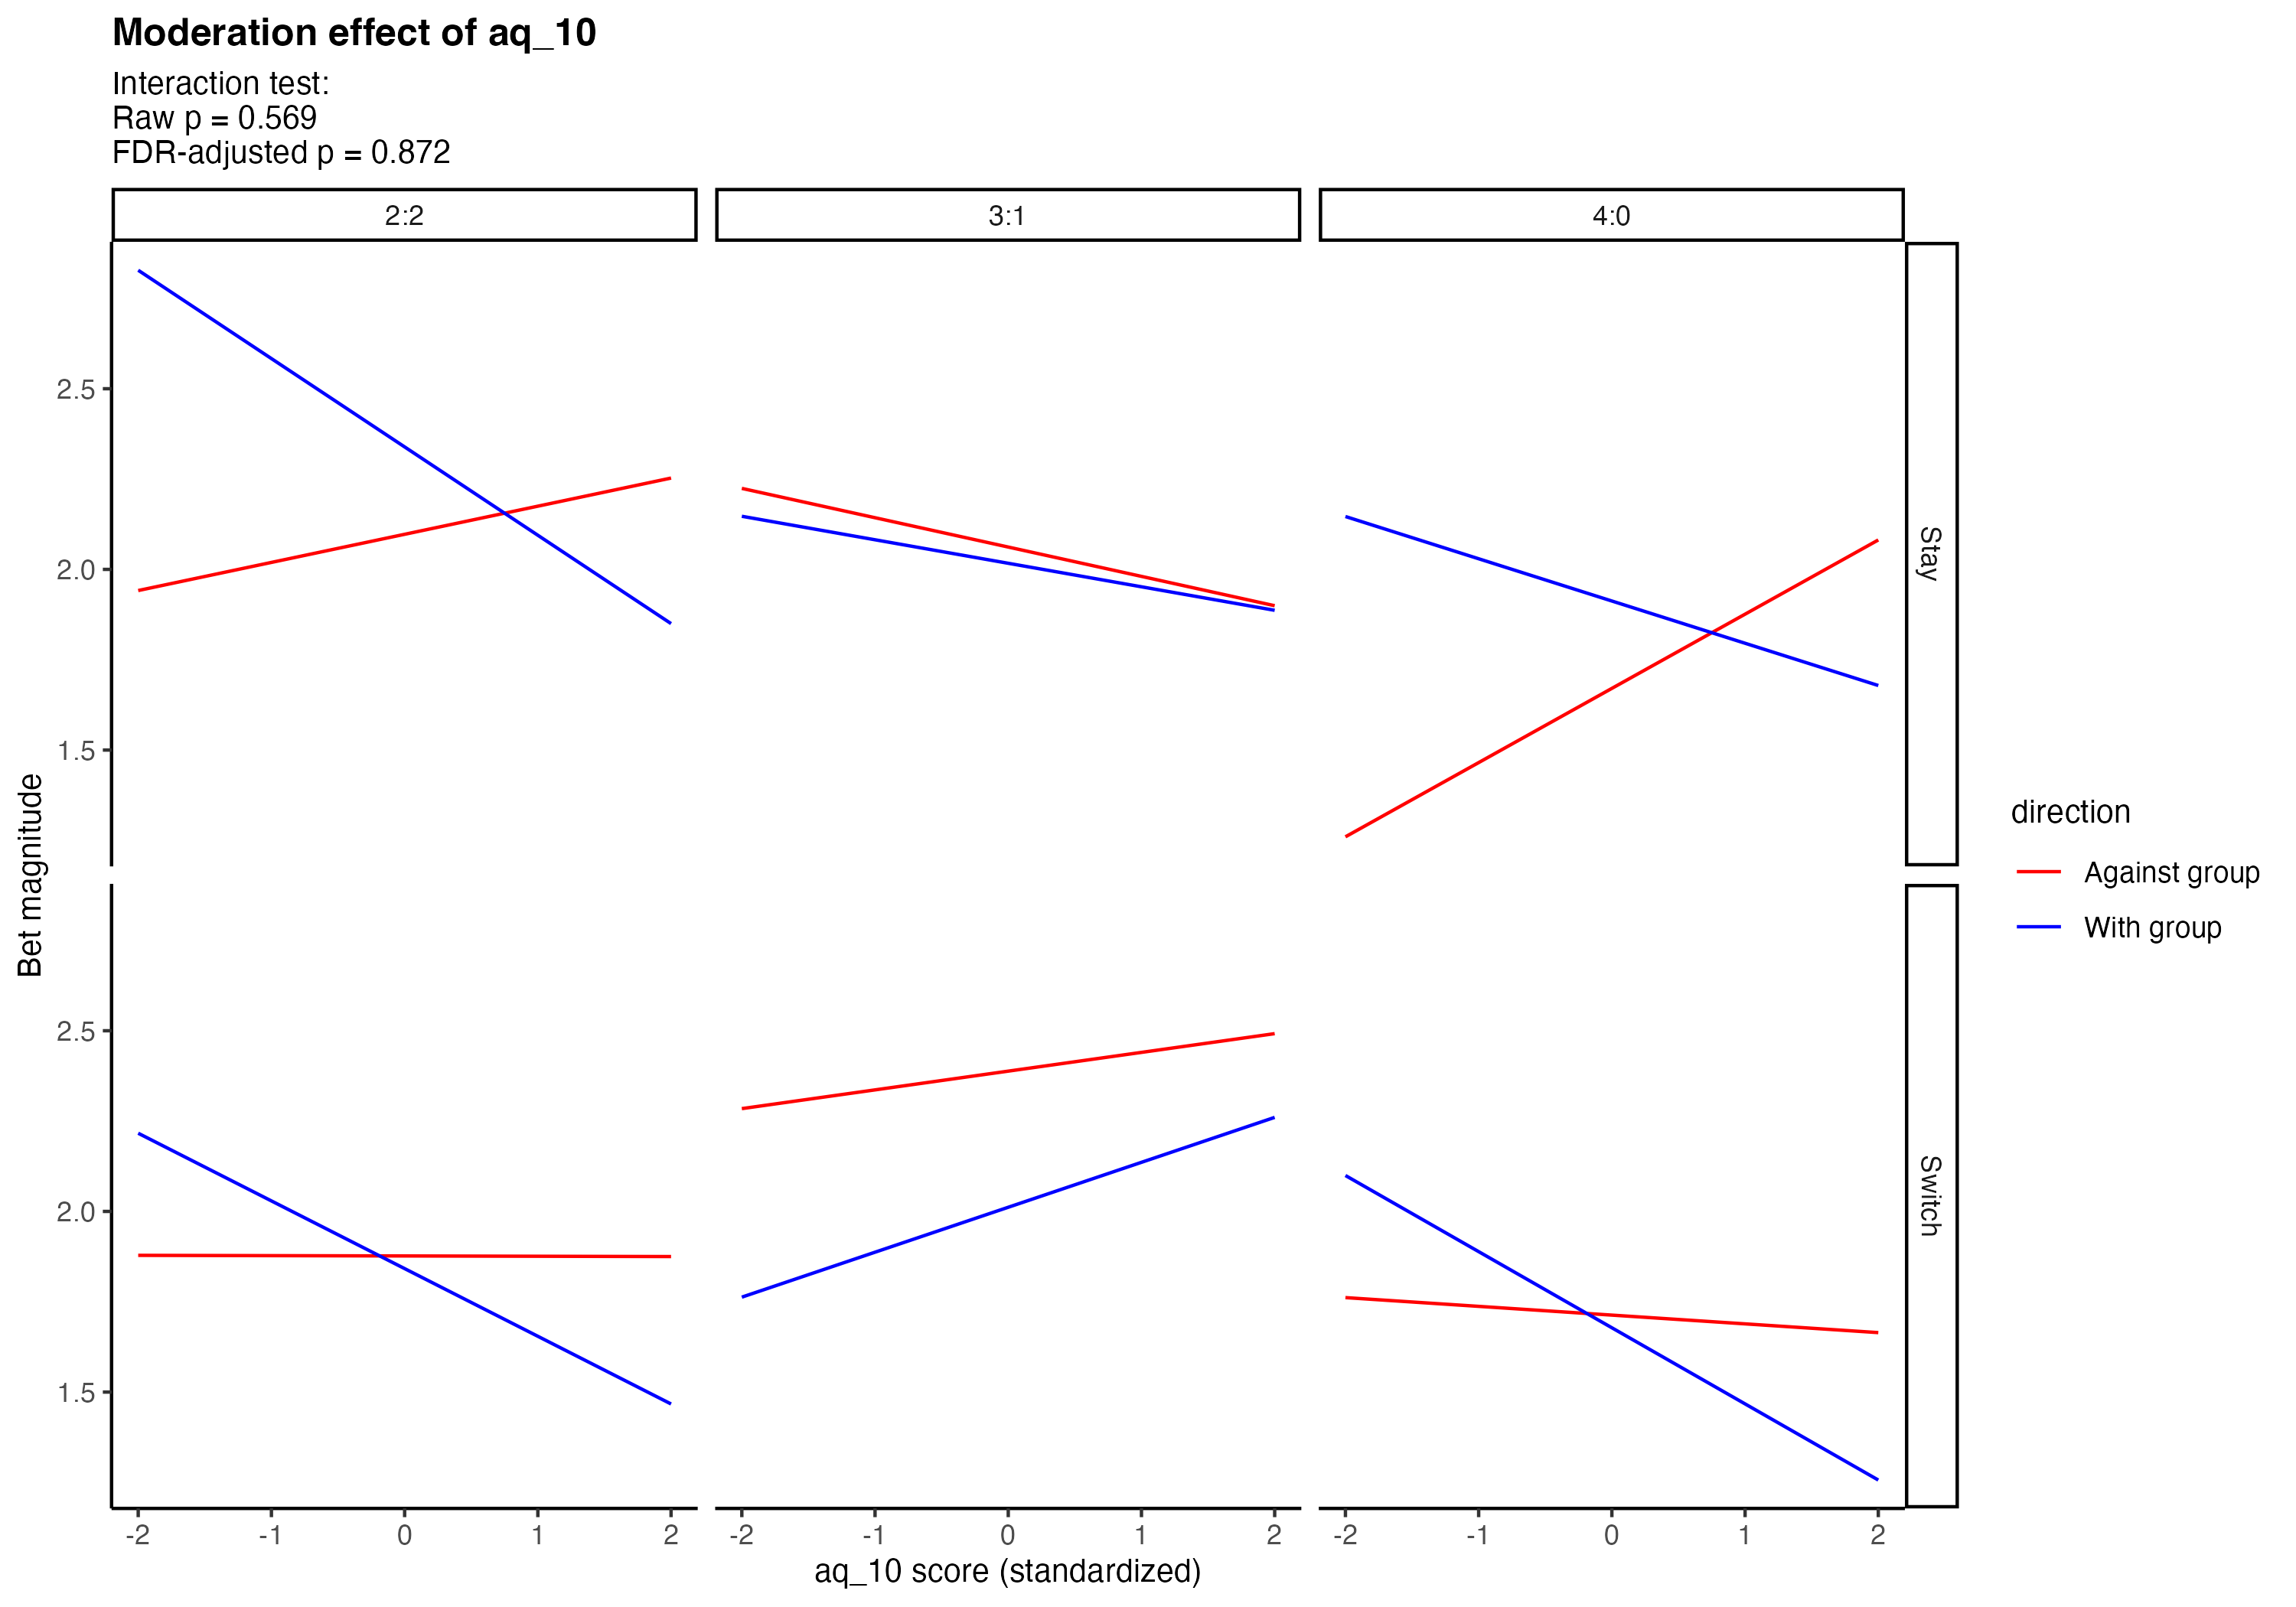 Moderation effect of aq_10
Interaction test:
Raw p = 0.569
FDR-adjusted p = 0.872
2:2
3:1
4:0
2.5
2.0
1.5
Stay
Bet magnitude
2.5
2.0
1.5
Switch
-2
-1
0
1
2
-2
-1
0
1
2
-2
-1
0
1
2
aq_10 score (standardized)
direction
Against group
With group